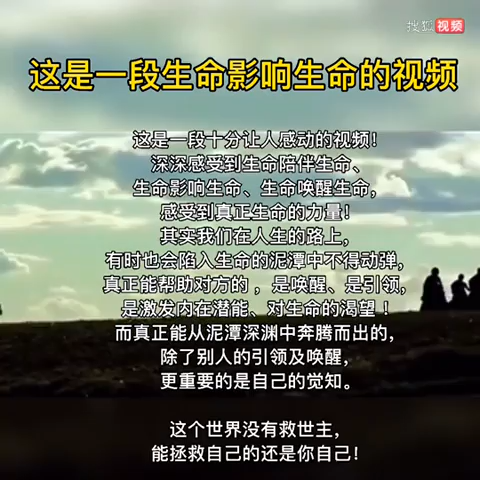 搜狐视频
这是一段生命影响生命的视频
这是一段十分让人感动的视频!
深深感受到生命陪伴生命、
生命影响生命、生命唤醒生命,
感受到真正生命的力量!
其实我们在人生的路上,
有时也会陷入生命的泥潭中不得动弹,
真正能帮助对方的，是唤醒、是引领,
是激发内在潜能、对生命的渴望！
而真正能从泥潭深渊中奔腾而出的,
除了别人的引领及唤醒,
更重要的是自己的觉知。
这个世界没有救世主,
能拯救自己的还是你自己!